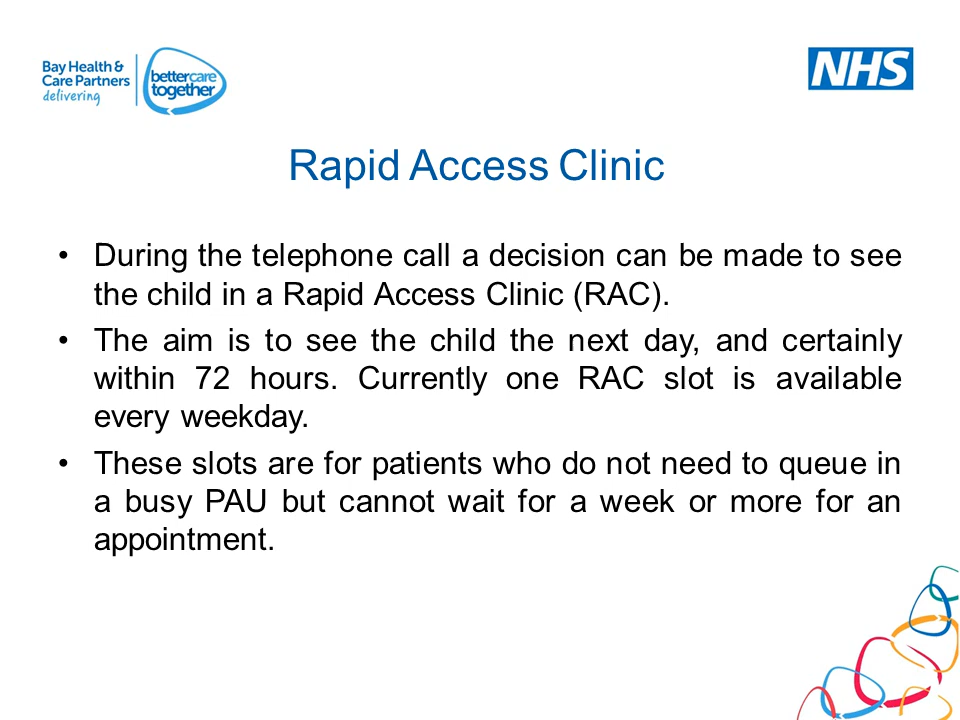 Bay Health &
Care Partners
delivering
bettercare
together
NHS
Rapid Access Clinic
• During the telephone call a decision can be made to see
the child in a Rapid Access Clinic (RAC).
• The aim is to see the child the next day, and certainly
within 72 hours. Currently one RAC slot is available
every weekday.
• These slots are for patients who do not need to queue in
a busy PAU but cannot wait for a week or more for an
appointment.